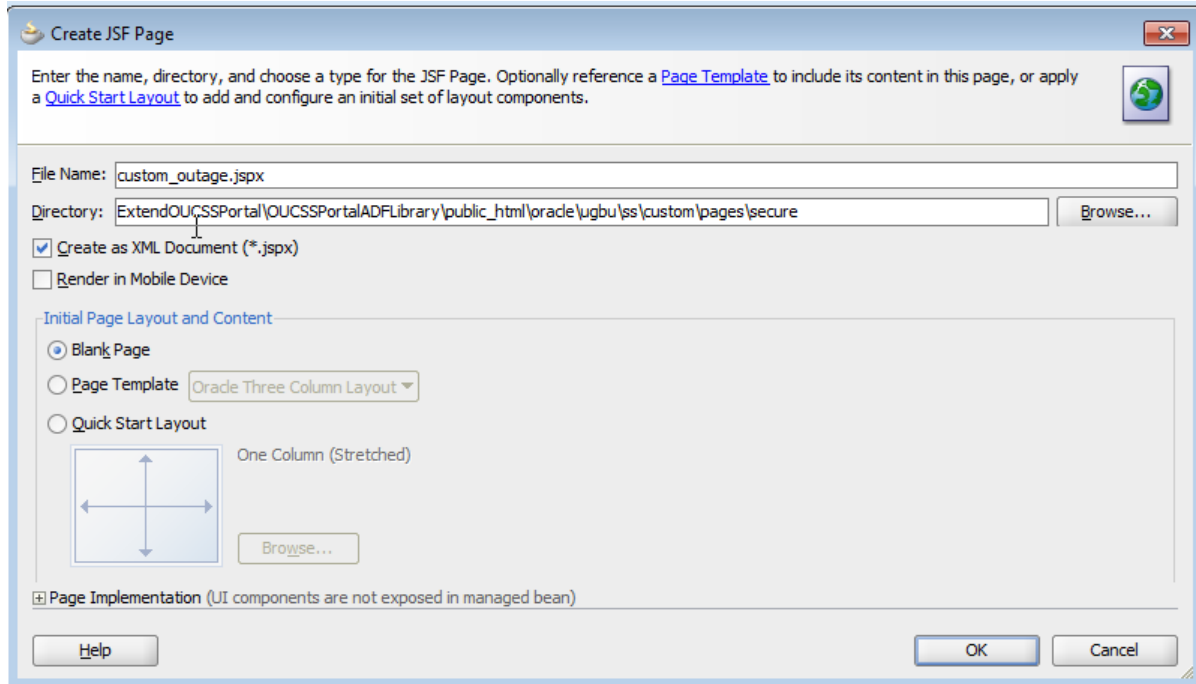 Create JSF Page
Enter the name, directory, and choose a type for the JSF Page. Optionally reference a Page Template to include its content in this page, or apply
a Quick Start Layout to add and configure an initial set of layout components.
File Name: custom_outage.jspx
Directory: ExtendOUCSSPortal\OUCSSPortalADFLibrary\public_html\oracle\ugbu\ss\custom\pages\secure Browse...
Create as XML Document (*.jspx)
Render in Mobile Device
Initial Page Layout and Content
Blank Page
Page Template Oracle Three Column Layout
Quick Start Layout
One Column (Stretched)
Browse...
Page Implementation (UI components are not exposed in managed bean)
Help OK Cancel